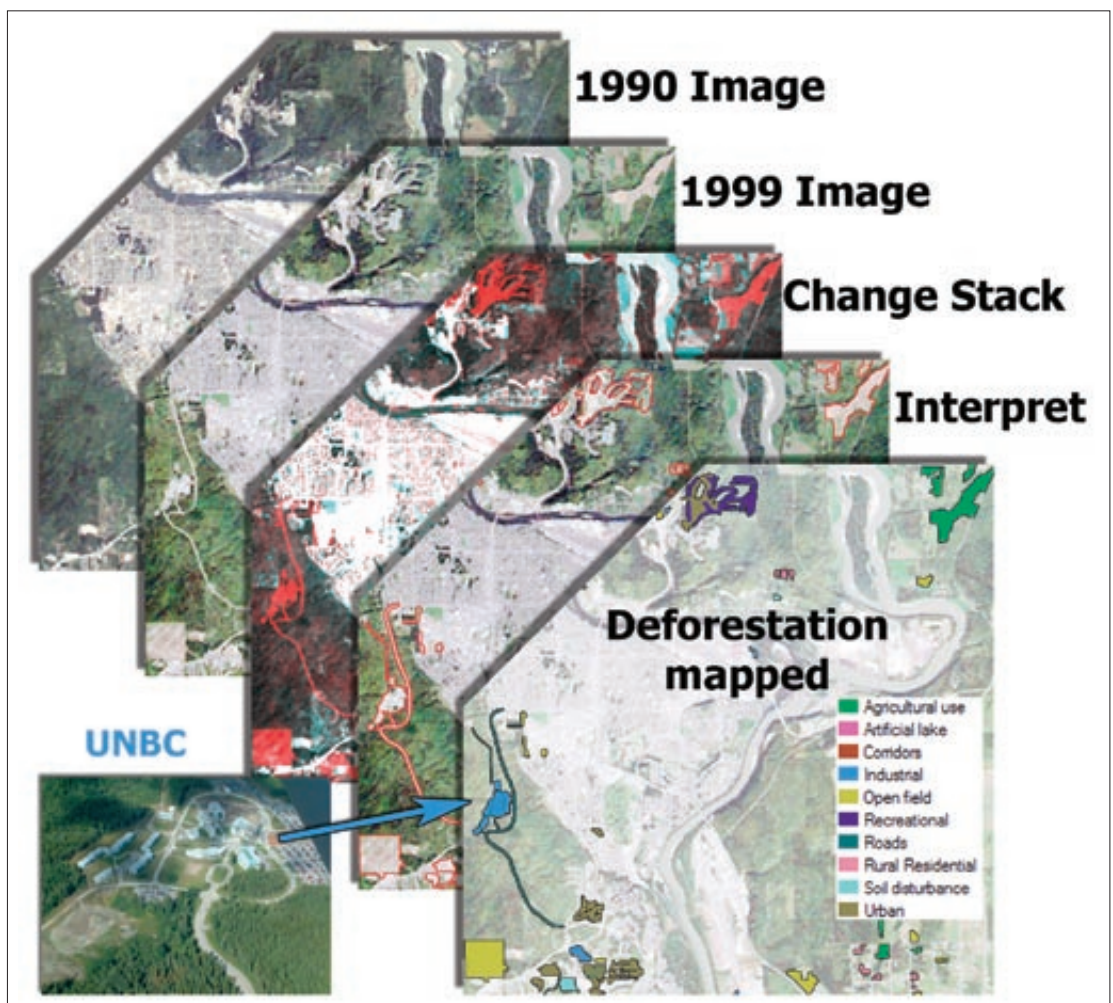 1990 Image
1999 Image
Change Stack
Interpret
Deforestation
mapped
Agricultural use
Artificial lake
Corridors
Industrial
Open field
Recreational
Roads
Rural Residential
Soil disturbance
Urban
UNBC